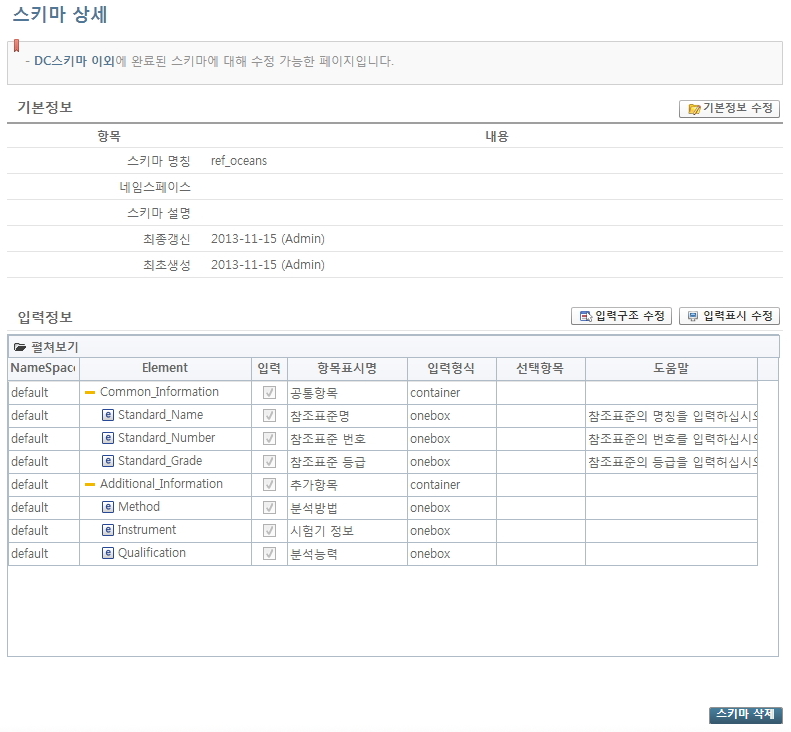 스키마 상세
- DC스키마 이외에 완료된 스키마에 대해 수정 가능한 페이지입니다.
기본정보
기본정보 수정
항목 내용
스키마 명칭 ref_oceans
네임스페이스
스키마 설명
최종갱신 2013-11-15 (Admin)
최초생성 2013-11-15 (Admin)
입력정보
입력구조 수정 입력표시 수정
펼쳐보기
NameSpac Element 입력 항목표시명 입력형식 선택항목 도움말
default Common_Information 공통항목 container
default Standard_Name 참조표준명 onebox 참조표준의 명칭을 입력하십시오
default Standard_Number 참조표준 번호 onebox 참조표준의 번호를 입력하십시오
default Standard_Grade 참조표준 등급 onebox 참조표준의 등급을 입력허십시오
default Additional_Information 추가항목 container
default Method 분석방법 onebox
default Instrument 시험기 정보 onebox
default Qualification 분석능력 onebox
스키마 삭제